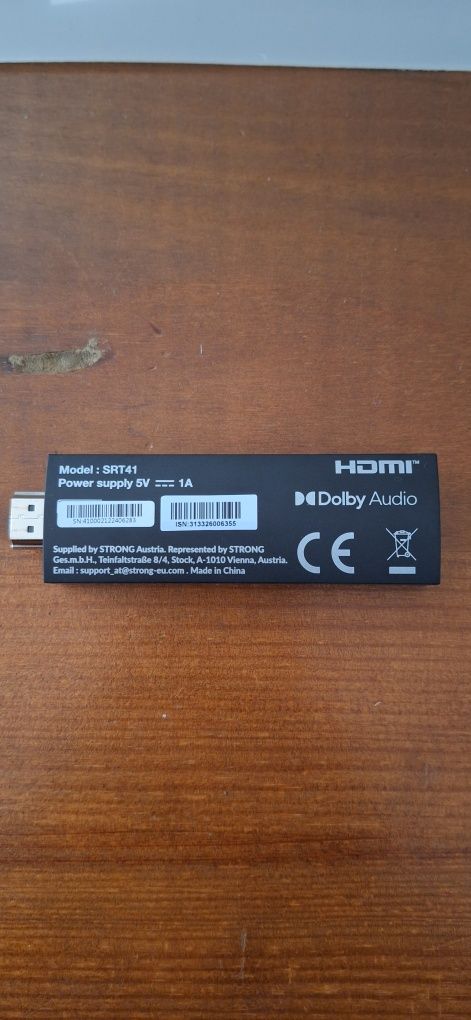 Model : SRT41
Power supply 5V ⎓ 1A
HDMI™
Dolby Audio
SN:410002122406283
ISN:313326006355
Supplied by STRONG Austria. Represented by STRONG
Ges.m.b.H., Teinfaltstraße 8/4, Stock, A-1010 Vienna, Austria.
Email : support_at@strong-eu.com . Made in China
CE